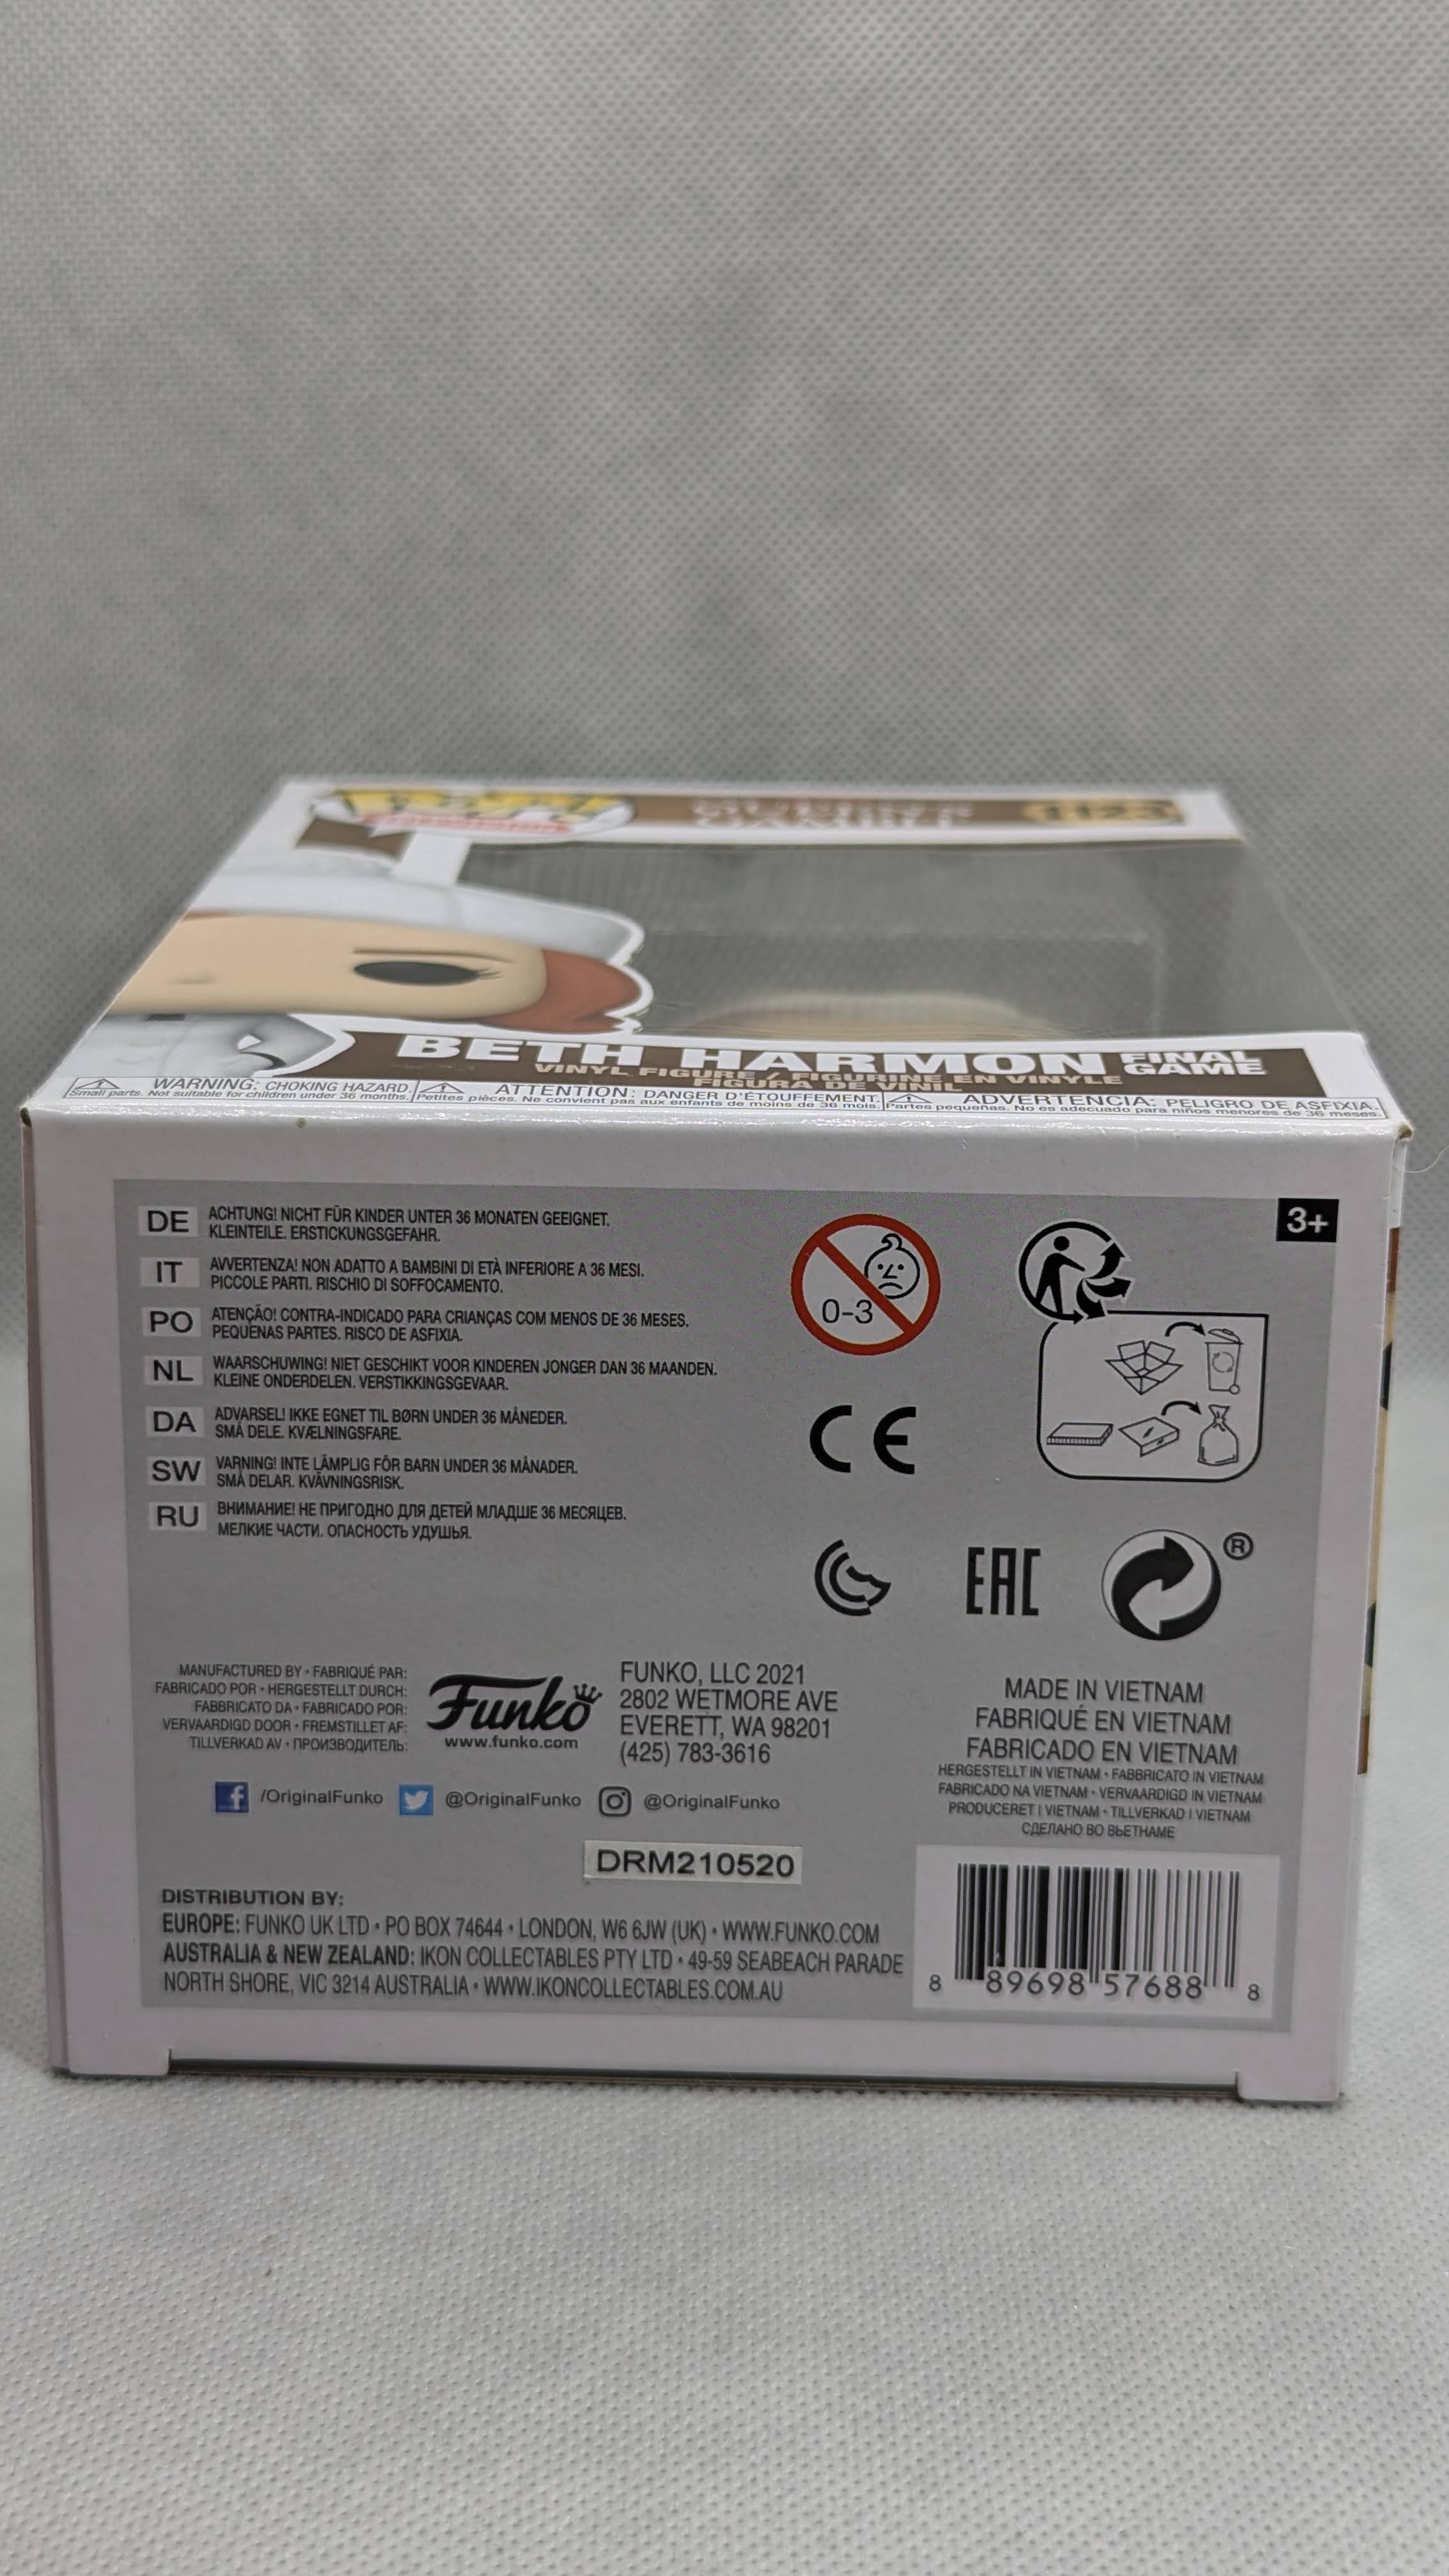 POP!
1123
BETH HARMON FINAL GAME
VINYL FIGURE / FIGURINE EN VINYLE
FIGURA DE VINIL
WARNING: CHOKING HAZARD.
Small parts. Not suitable for children under 36 months.
ATTENTION: DANGER D'ÉTOUFFEMENT.
Petites pièces. Ne convient pas aux enfants de moins de 36 mois.
ADVERTENCIA: PELIGRO DE ASFIXIA.
Partes pequeñas. No es adecuado para niños menores de 36 meses.
3+
DE ACHTUNG! NICHT FÜR KINDER UNTER 36 MONATEN GEEIGNET.
KLEINTEILE. ERSTICKUNGSGEFAHR.
IT AVVERTENZA! NON ADATTO A BAMBINI DI ETÀ INFERIORE A 36 MESI.
PICCOLE PARTI. RISCHIO DI SOFFOCAMENTO.
PO ATENÇÃO! CONTRA-INDICADO PARA CRIANÇAS COM MENOS DE 36 MESES.
PEQUENAS PARTES. RISCO DE ASFIXIA.
NL WAARSCHUWING! NIET GESCHIKT VOOR KINDEREN JONGER DAN 36 MAANDEN.
KLEINE ONDERDELEN. VERSTIKKINGSGEVAAR.
DA ADVARSEL! IKKE EGNET TIL BØRN UNDER 36 MÅNEDER.
SMÅ DELE. KVÆLNINGSFARE.
SW VARNING! INTE LÄMPLIG FÖR BARN UNDER 36 MÅNADER.
SMÅ DELAR. KVÄVNINGSRISK.
RU ВНИМАНИЕ! НЕ ПРИГОДНО ДЛЯ ДЕТЕЙ МЛАДШЕ 36 МЕСЯЦЕВ.
МЕЛКИЕ ЧАСТИ. ОПАСНОСТЬ УДУШЬЯ.
0-3
CE
EAC
®
MANUFACTURED BY • FABRIQUÉ PAR:
FABRICADO POR • HERGESTELLT DURCH:
FABBRICATO DA • FABRICADO POR:
VERVAARDIGD DOOR • FREMSTILLET AF:
TILLVERKAD AV • ПРОИЗВОДИТЕЛЬ:
Funko
www.funko.com
FUNKO, LLC 2021
2802 WETMORE AVE
EVERETT, WA 98201
(425) 783-3616
MADE IN VIETNAM
FABRIQUÉ EN VIETNAM
FABRICADO EN VIETNAM
HERGESTELLT IN VIETNAM • FABBRICATO IN VIETNAM
FABRICADO NA VIETNAM • VERVAARDIGD IN VIETNAM
PRODUCERET I VIETNAM • TILLVERKAD I VIETNAM
СДЕЛАНО ВО ВЬЕТНАМЕ
/OriginalFunko @OriginalFunko @OriginalFunko
DRM210520
DISTRIBUTION BY:
EUROPE: FUNKO UK LTD • PO BOX 74644 • LONDON, W6 6JW (UK) • WWW.FUNKO.COM
AUSTRALIA & NEW ZEALAND: IKON COLLECTABLES PTY LTD • 49-59 SEABEACH PARADE
NORTH SHORE, VIC 3214 AUSTRALIA • WWW.IKONCOLLECTABLES.COM.AU
8 89698 57688 8